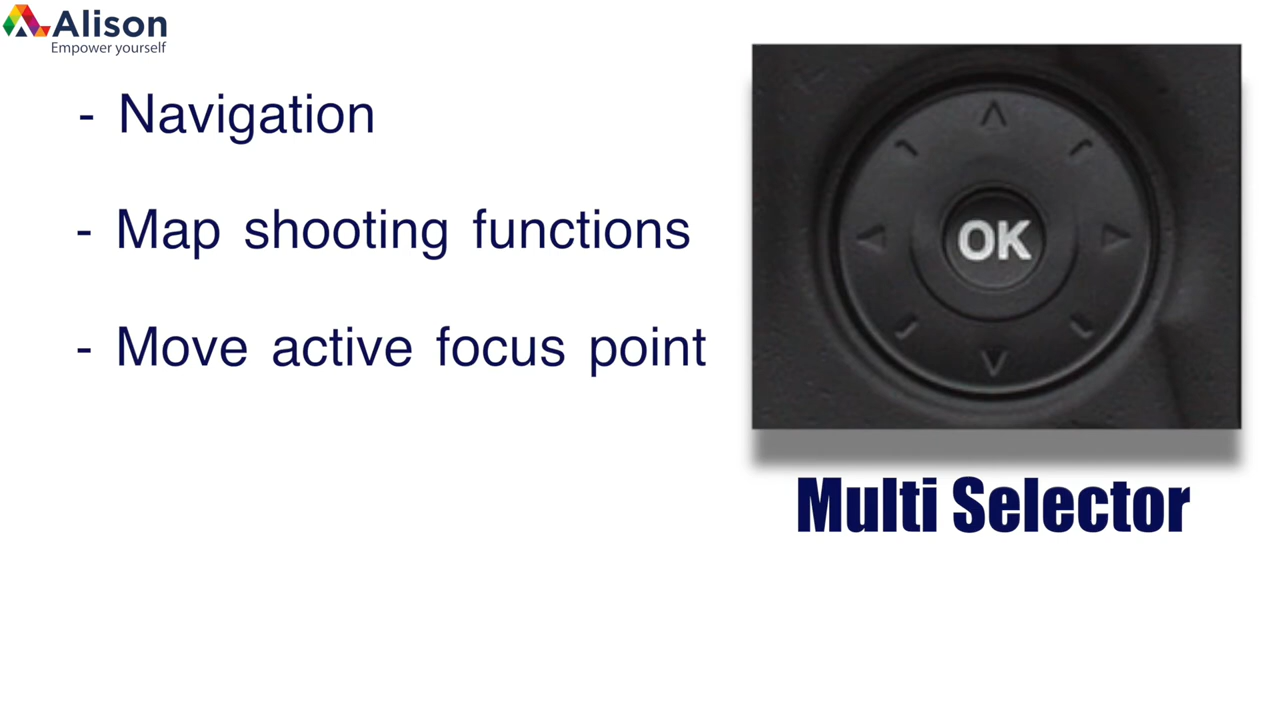 Alison
Empower yourself
- Navigation
- Map shooting functions
- Move active focus point
OK
Multi Selector